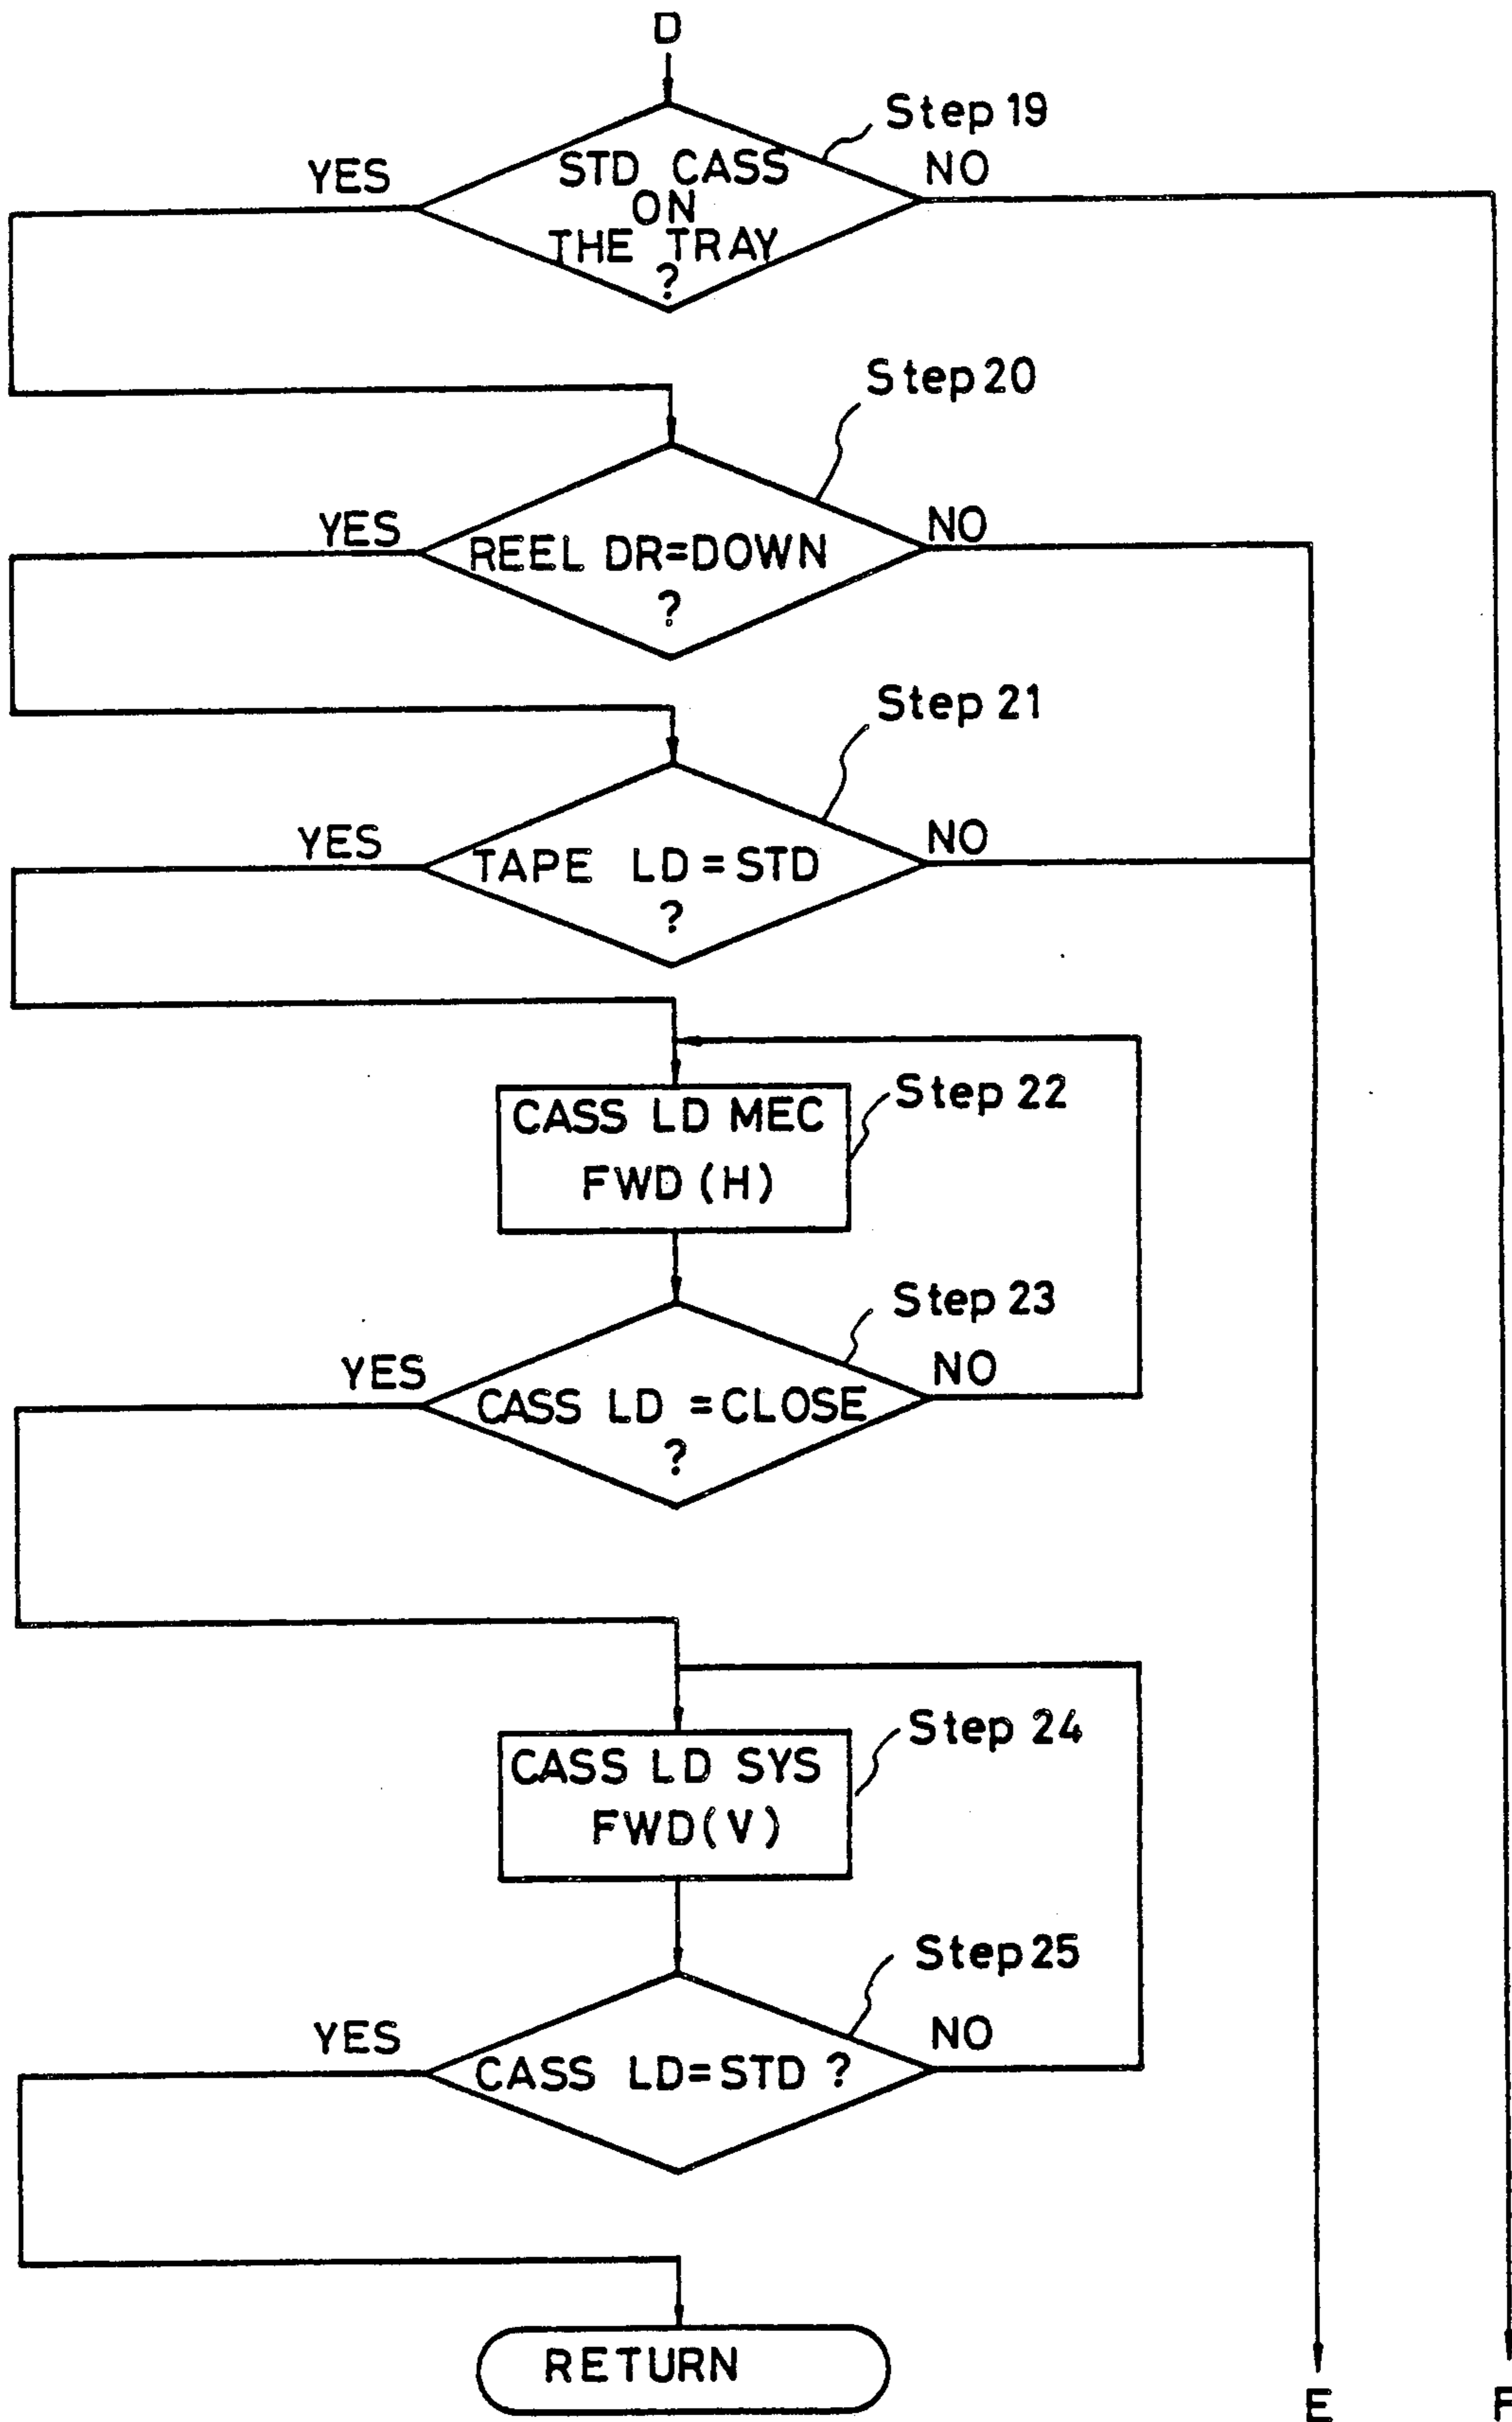 D
Step 19
YES
NO
STD CASS
ON
THE TRAY
?
Step 20
YES
NO
REEL DR=DOWN
?
Step 21
YES
NO
TAPE LD=STD
?
CASS LD MEC
FWD (H)
Step 22
Step 23
YES
NO
CASS LD =CLOSE
?
CASS LD SYS
FWD(V)
Step 24
Step 25
YES
NO
CASS LD=STD ?
RETURN
E